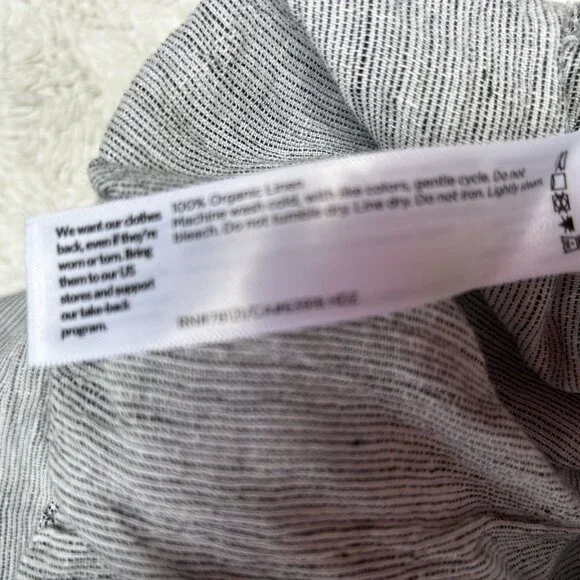 We want our clothes
back, even if they're
worn or torn. Bring
them to our US
stores and support
our take-back
program.
100% Organic Linen
Machine wash cold, with like colors, gentle cycle. Do not
bleach. Do not tumble dry. Line dry. Do not iron. Lightly steam